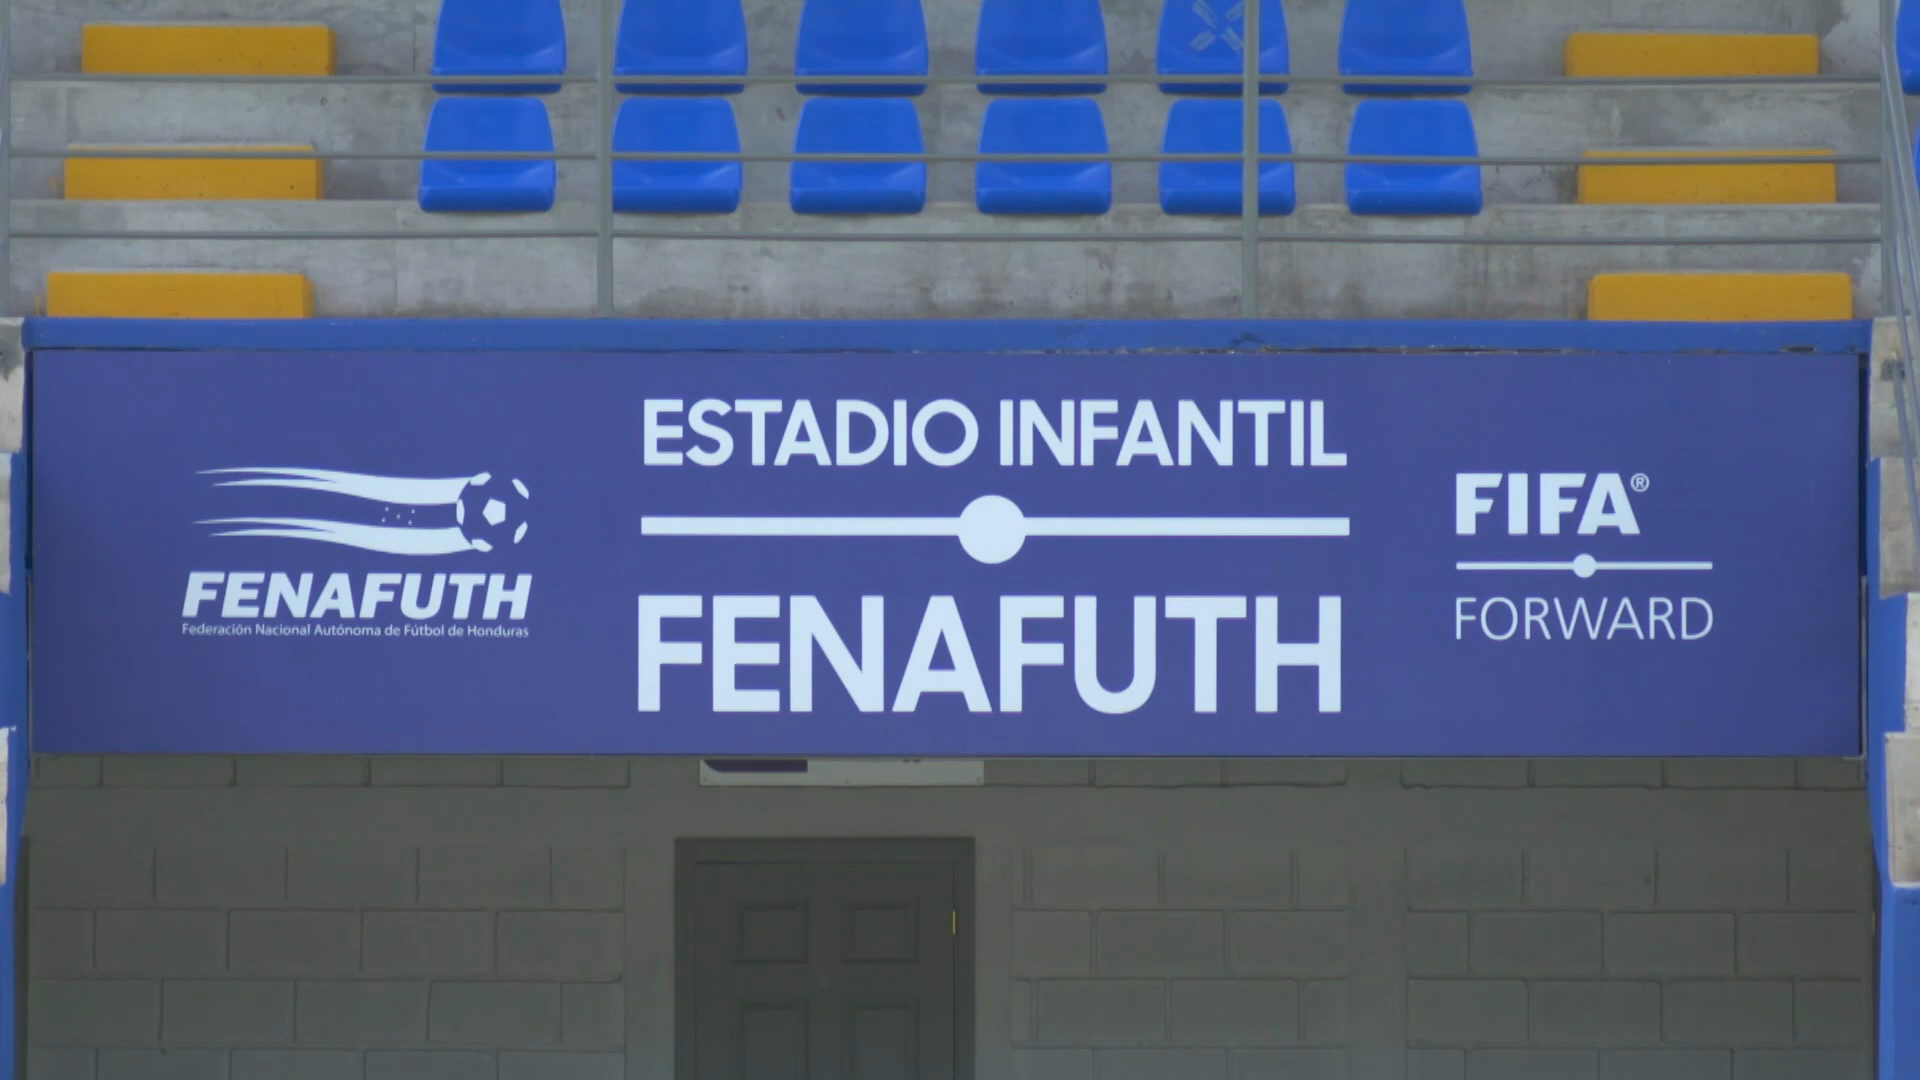 ESTADIO INFANTIL
FENAFUTH
FENAFUTH
Federación Nacional Autónoma de Fútbol de Honduras
FIFA®
FORWARD